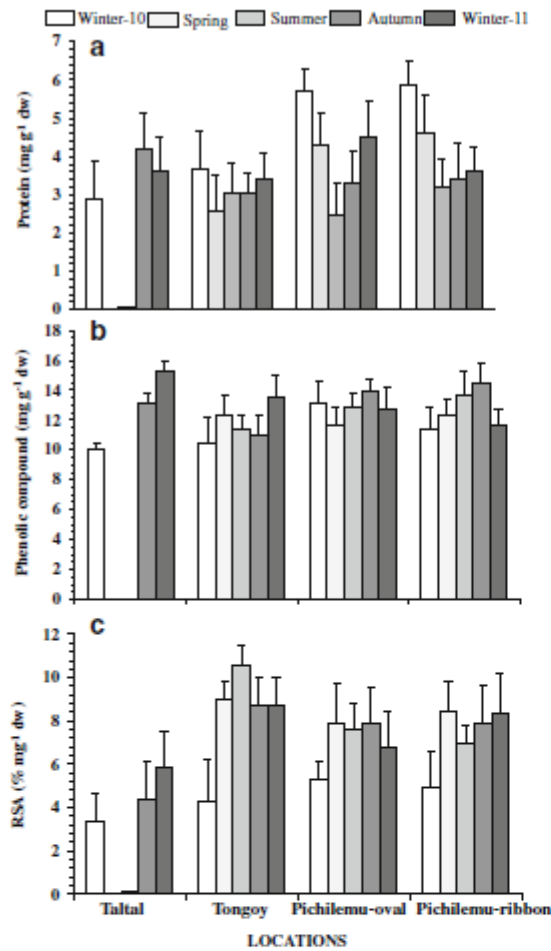 Winter-10 Spring Summer Autumn Winter-11
a
7
6
5
4
3
2
1
0
Protein (mg g-1 dw)
b
18
16
14
12
10
8
6
4
2
0
Phenolic compound (mg g-1 dw)
c
12
10
8
6
4
2
0
RSA (% mg-1 dw)
Taltal Tongoy Pichilemu-oval Pichilemu-ribbon
LOCATIONS